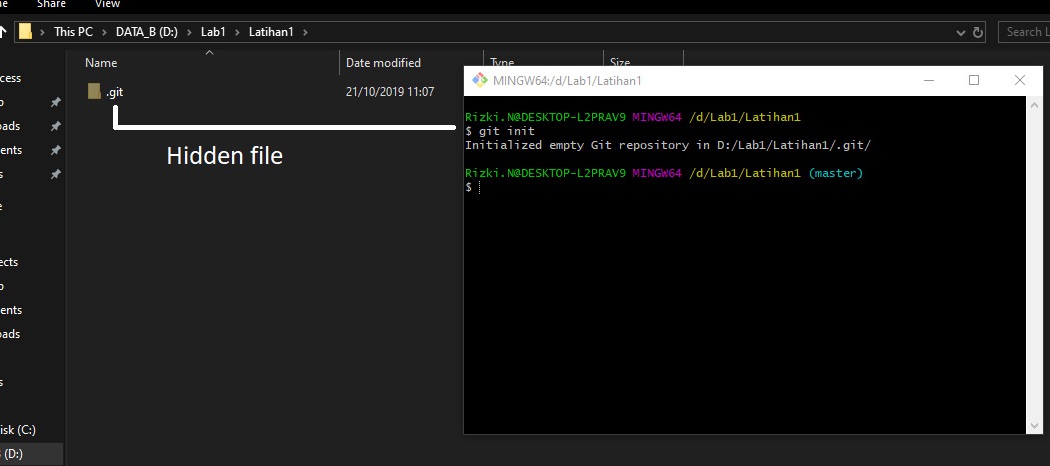 Share View
This PC > DATA_B (D:) > Lab1 > Latihan1 >
Search L
Name Date modified Type Size
.git 21/10/2019 11:07
Hidden file
cess
oads
ents
s
e
ects
ents
oads
s
isk (C:)
(D:)
MINGW64:/d/Lab1/Latihan1
Rizki.N@DESKTOP-L2PRAV9 MINGW64 /d/Lab1/Latihan1
$ git init
Initialized empty Git repository in D:/Lab1/Latihan1/.git/
Rizki.N@DESKTOP-L2PRAV9 MINGW64 /d/Lab1/Latihan1 (master)
$